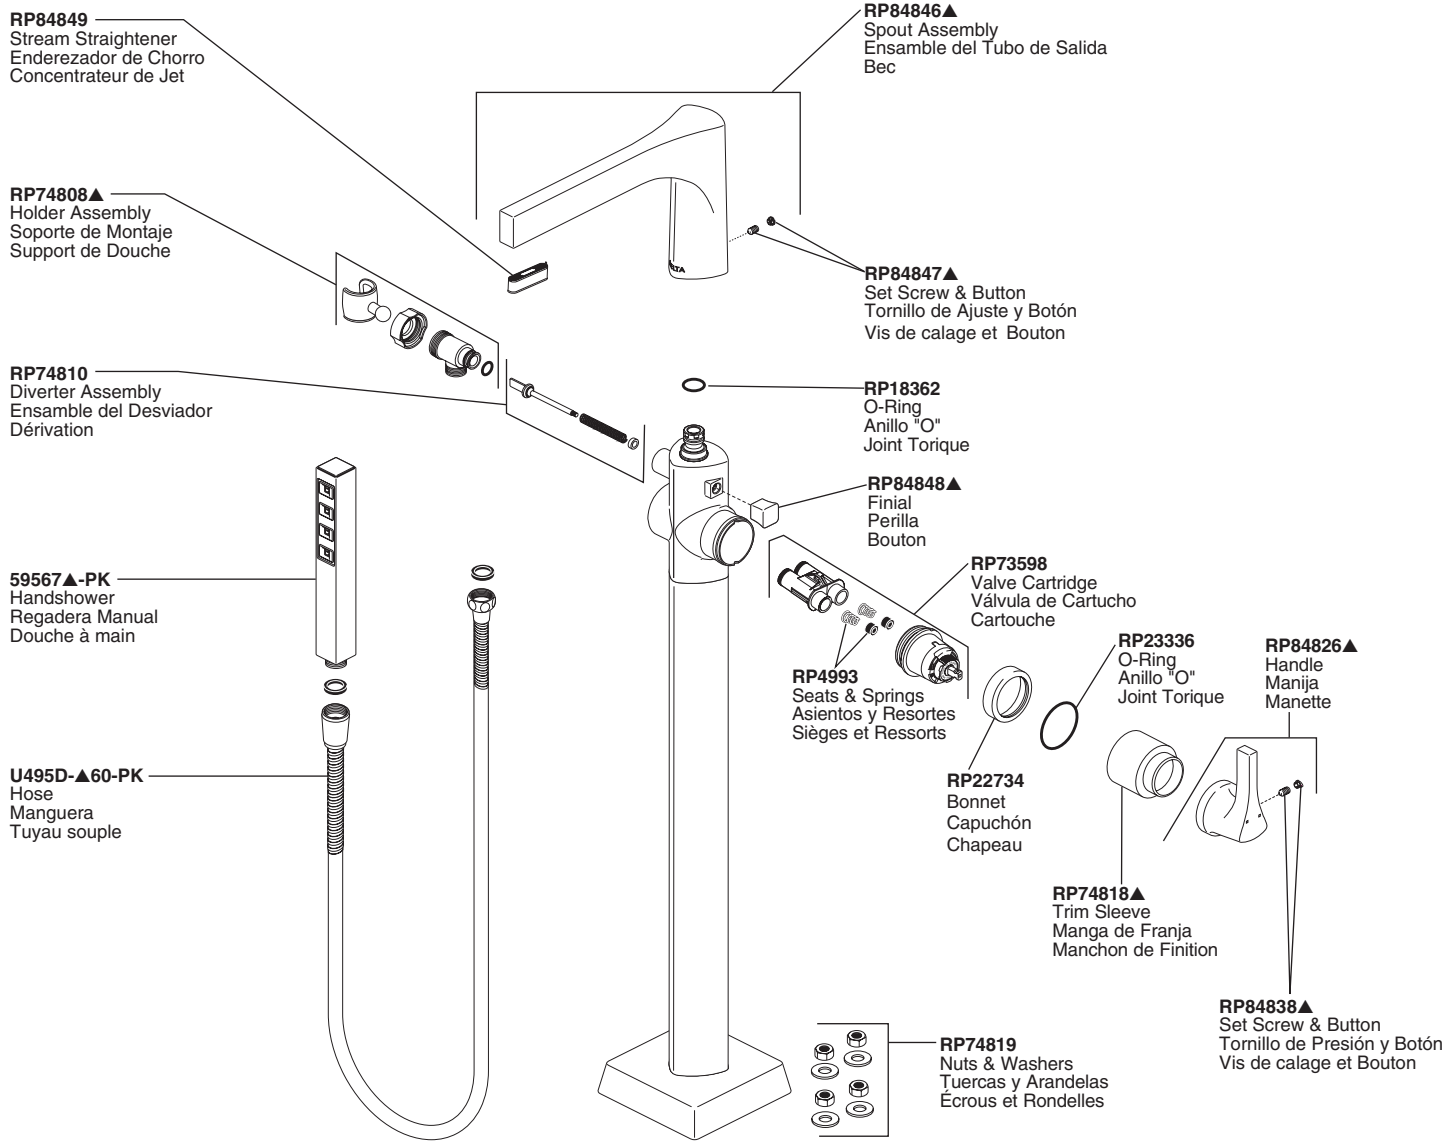 RP84849
Stream Straightener
Enderezador de Chorro
Concentrateur de Jet
RP84846▲
Spout Assembly
Ensamble del Tubo de Salida
Bec
RP74808▲
Holder Assembly
Soporte de Montaje
Support de Douche
RP84847▲
Set Screw & Button
Tornillo de Ajuste y Botón
Vis de calage et Bouton
RP74810
Diverter Assembly
Ensamble del Desviador
Dérivation
RP18362
O-Ring
Anillo "O"
Joint Torique
RP84848▲
Finial
Perilla
Bouton
59567▲-PK
Handshower
Regadera Manual
Douche à main
RP73598
Valve Cartridge
Válvula de Cartucho
Cartouche
RP4993
Seats & Springs
Asientos y Resortes
Sièges et Ressorts
RP23336
O-Ring
Anillo "O"
Joint Torique
RP84826▲
Handle
Manija
Manette
U495D-▲60-PK
Hose
Manguera
Tuyau souple
RP22734
Bonnet
Capuchón
Chapeau
RP74818▲
Trim Sleeve
Manga de Franja
Manchon de Finition
RP84838▲
Set Screw & Button
Tornillo de Presión y Botón
Vis de calage et Bouton
RP74819
Nuts & Washers
Tuercas y Arandelas
Écrous et Rondelles